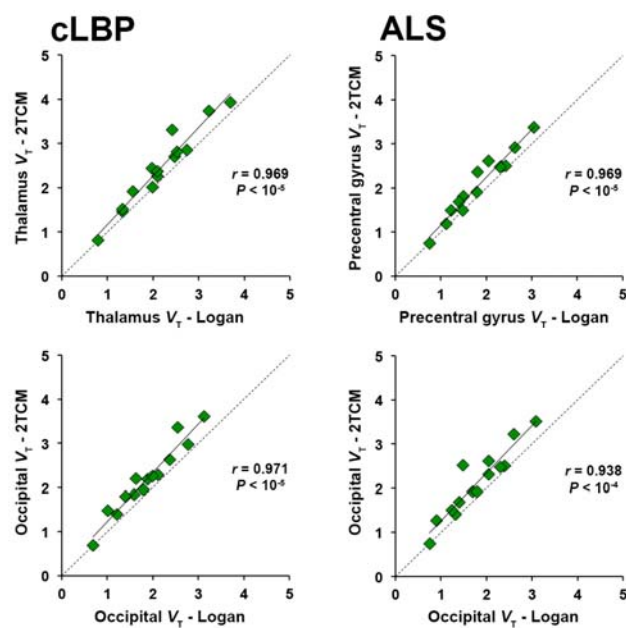 cLBP
ALS
Thalamus VT - 2TCM
5
4
3
2
1
0
r = 0.969
P < 10-5
0 1 2 3 4 5
Thalamus VT - Logan
Precentral gyrus VT - 2TCM
5
4
3
2
1
0
r = 0.969
P < 10-5
0 1 2 3 4 5
Precentral gyrus VT - Logan
Occipital VT - 2TCM
5
4
3
2
1
0
r = 0.971
P < 10-5
0 1 2 3 4 5
Occipital VT - Logan
Occipital VT - 2TCM
5
4
3
2
1
0
r = 0.938
P < 10-4
0 1 2 3 4 5
Occipital VT - Logan